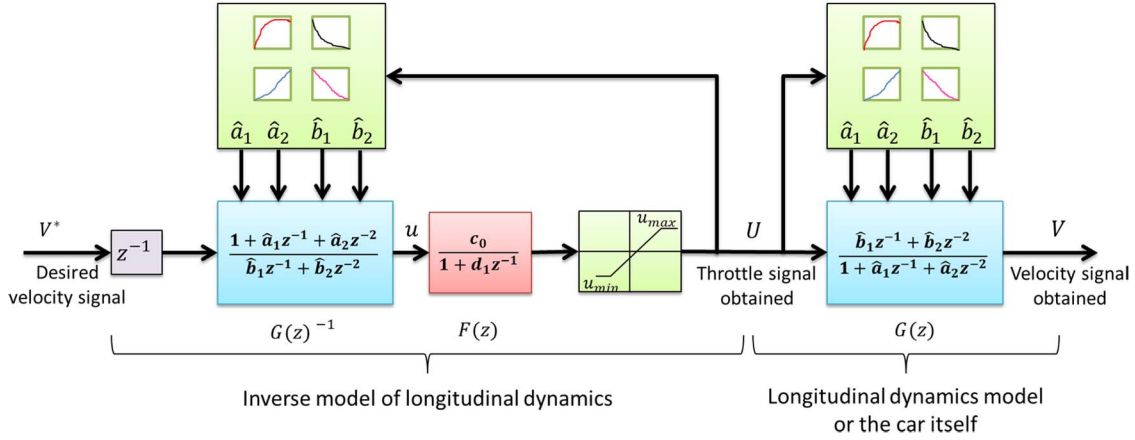 â₁ â₂ b̂₁ b̂₂
â₁ â₂ b̂₁ b̂₂
V*
Desired
velocity signal
z⁻¹
1 + â₁z⁻¹ + â₂z⁻²
b̂₁z⁻¹ + b̂₂z⁻²
G(z)⁻¹
u
c₀
1 + d₁z⁻¹
F(z)
u_max
u_min
U
Throttle signal
obtained
b̂₁z⁻¹ + b̂₂z⁻²
1 + â₁z⁻¹ + â₂z⁻²
G(z)
V
Velocity signal
obtained
Inverse model of longitudinal dynamics
Longitudinal dynamics model
or the car itself